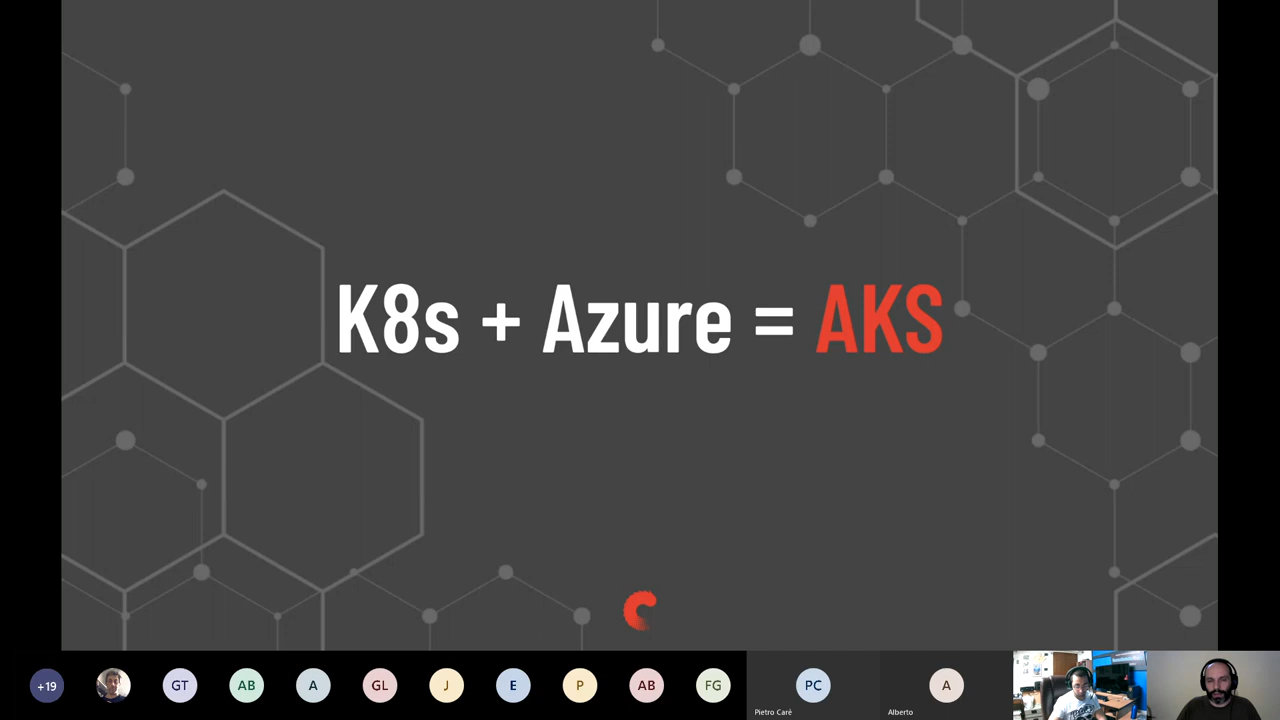 K8s + Azure = AKS
+19
GT
AB
A
GL
J
E
P
AB
FG
PC
A
Pietro Carè
Alberto